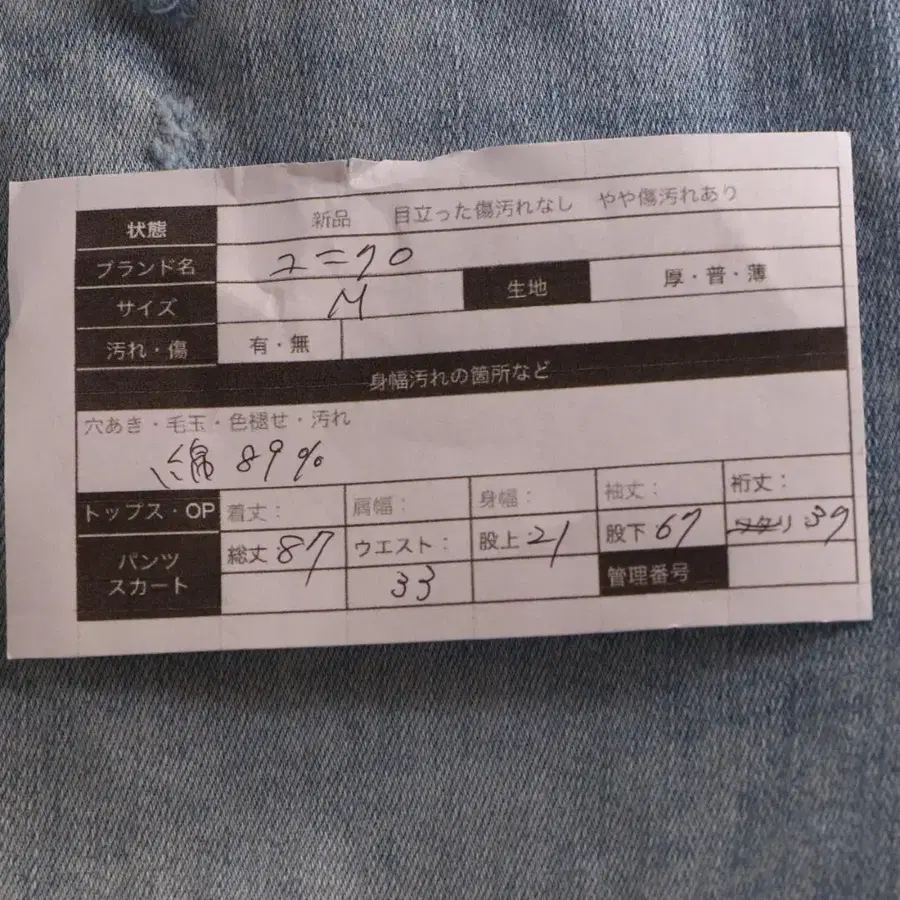 状態 新品 目立った傷汚れなし やや傷汚れあり
ブランド名 ユニクロ
サイズ M 生地 厚・普・薄
汚れ・傷 有・無
身幅汚れの箇所など
穴あき・毛玉・色褪せ・汚れ
綿 89%
トップス・OP 着丈: 肩幅: 身幅: 袖丈: 裄丈:
パンツ 総丈:87 ウエスト: 股上:21 股下:67 39
スカート 33 管理番号